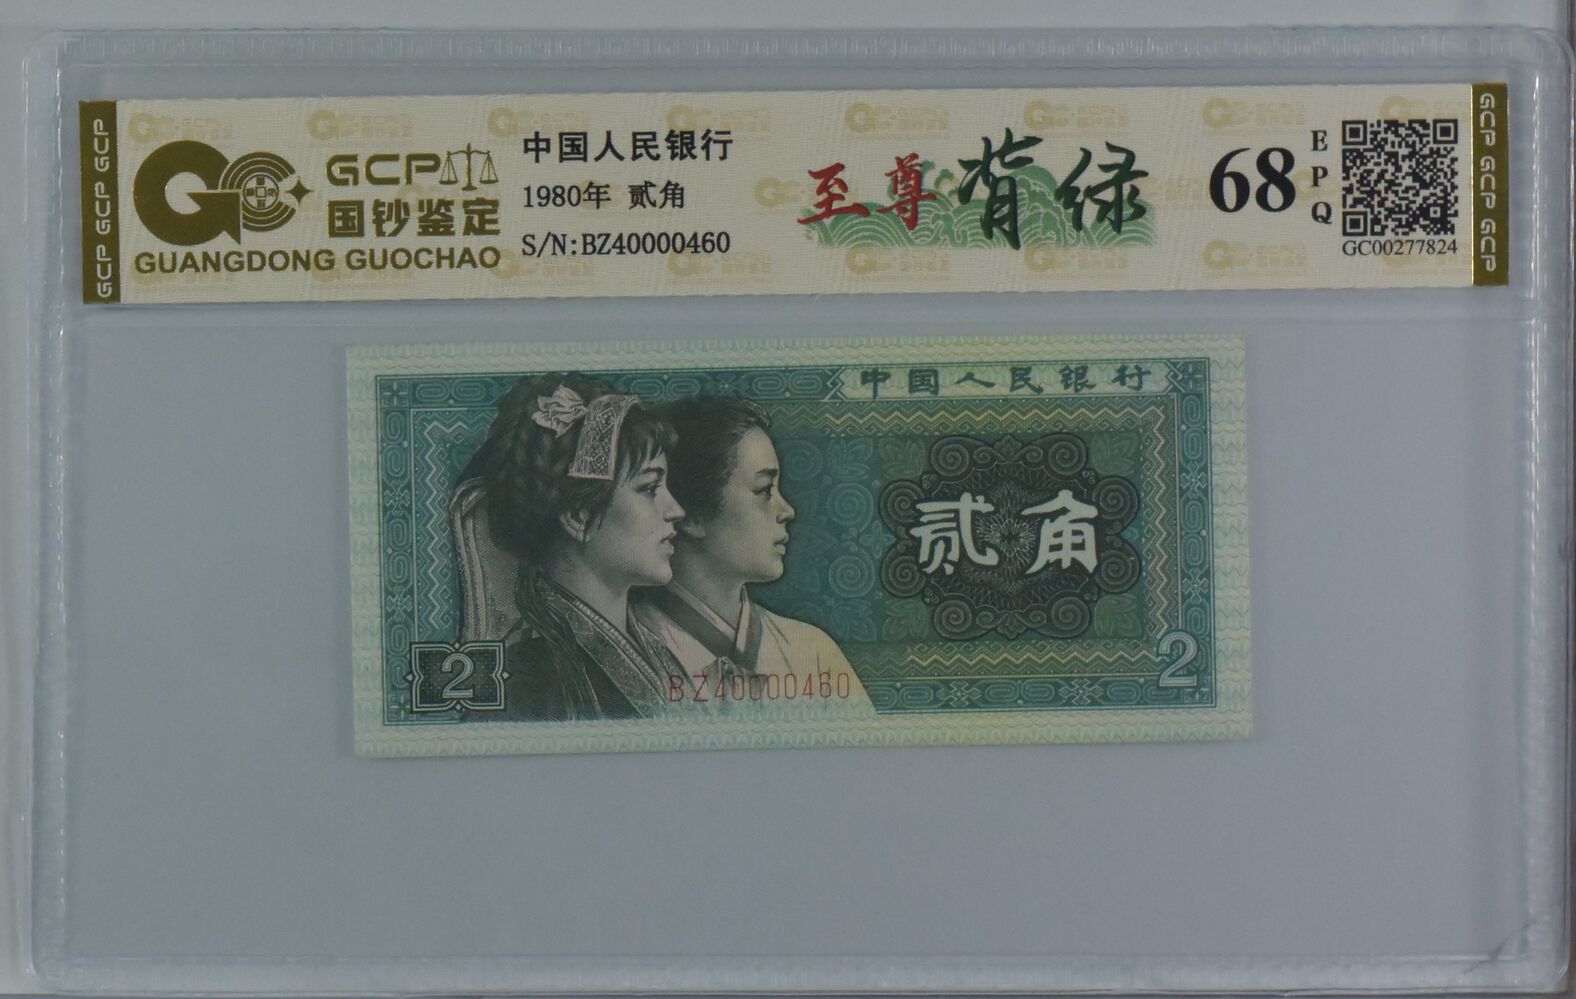 GCP
国钞鉴定
GUANGDONG GUOCHAO
中国人民银行
1980年 贰角
S/N:BZ40000460
至尊背绿
68
EPQ
GC00277824
GCP GCP GCP
GCP GCP GCP
中国人民银行
贰角
2
2
BZ40000460